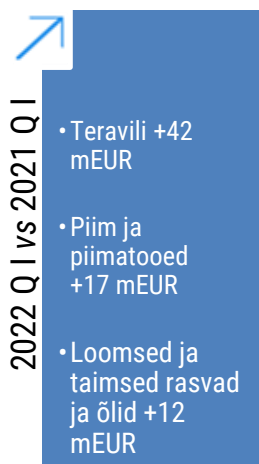 2022 Q I vs 2021 Q I
•Teravili +42
mEUR
•Piim ja
piimatooed
+17 mEUR
•Loomsed ja
taimsed rasvad
ja õlid +12
mEUR